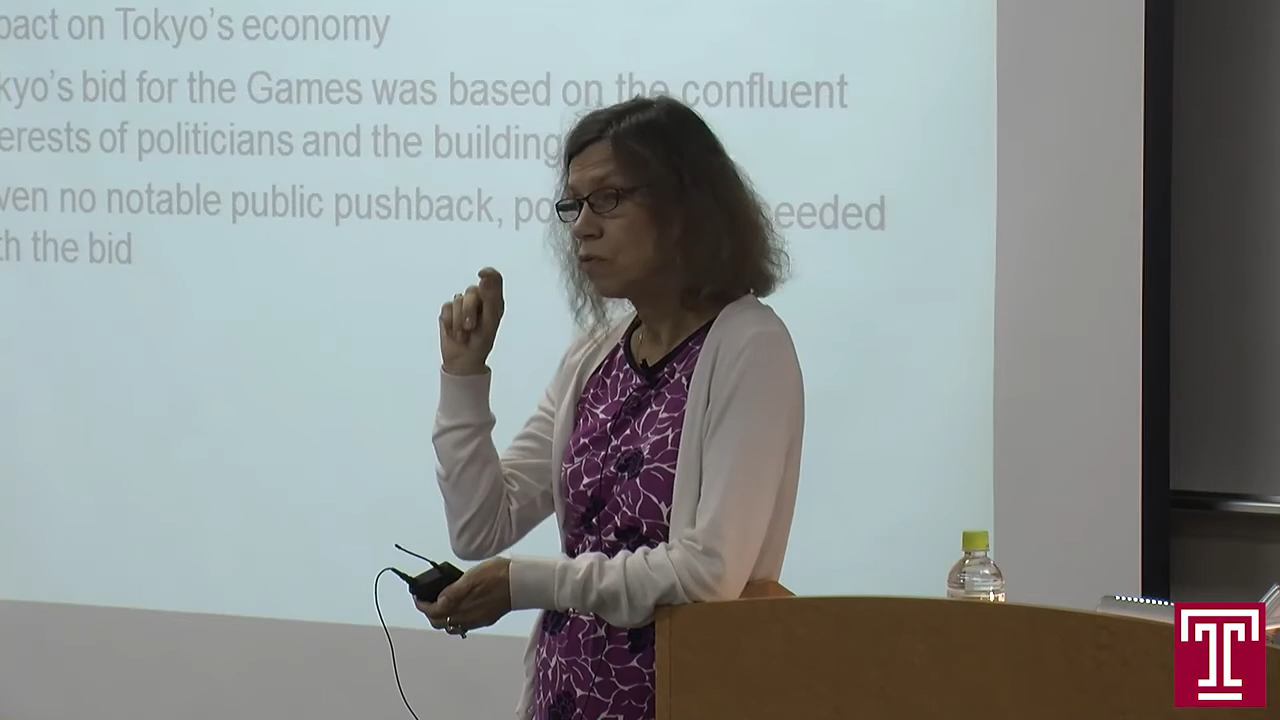 pact on Tokyo's economy
kyo's bid for the Games was based on the confluent
erests of politicians and the building
ven no notable public pushback, po eeded
th the bid
T